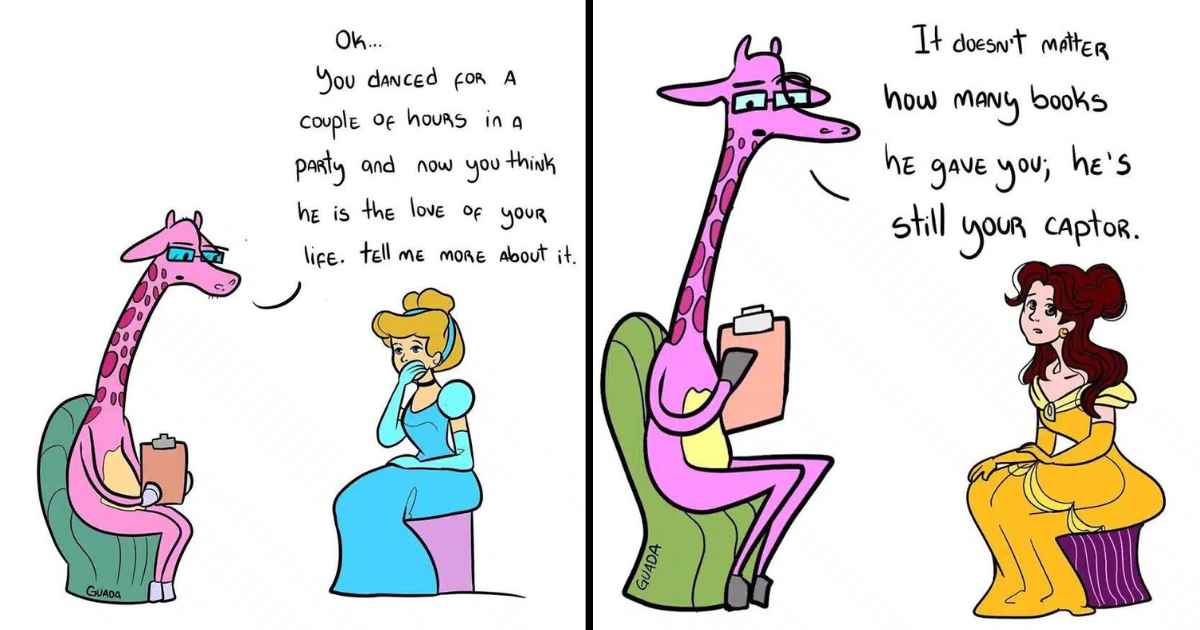 Ok...
You danced for a
couple of hours in a
party and now you think
he is the love of your
life. tell me more about it.
GUADA
It doesn't matter
how many books
he gave you; he's
still your captor.
GUADA